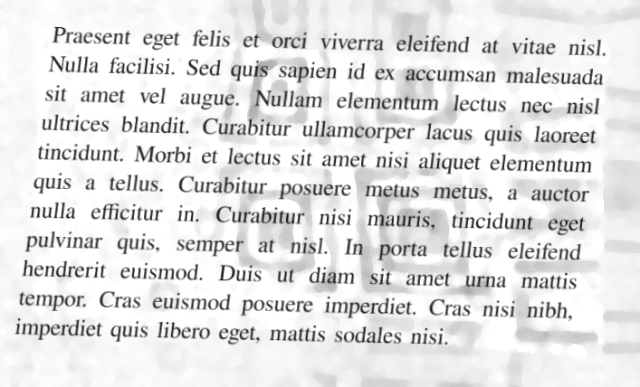 Praesent eget felis et orci viverra eleifend at vitae nisl.
Nulla facilisi. Sed quis sapien id ex accumsan malesuada
sit amet vel augue. Nullam elementum lectus nec nisl
ultrices blandit. Curabitur ullamcorper lacus quis laoreet
tincidunt. Morbi et lectus sit amet nisi aliquet elementum
quis a tellus. Curabitur posuere metus metus, a auctor
nulla efficitur in. Curabitur nisi mauris, tincidunt eget
pulvinar quis, semper at nisl. In porta tellus eleifend
hendrerit euismod. Duis ut diam sit amet urna mattis
tempor. Cras euismod posuere imperdiet. Cras nisi nibh,
imperdiet quis libero eget, mattis sodales nisi.